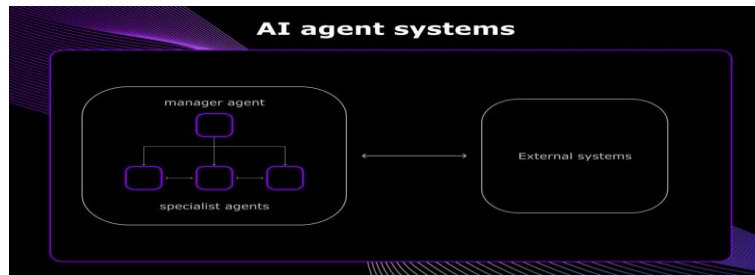 AI agent systems
manager agent
specialist agents
External systems